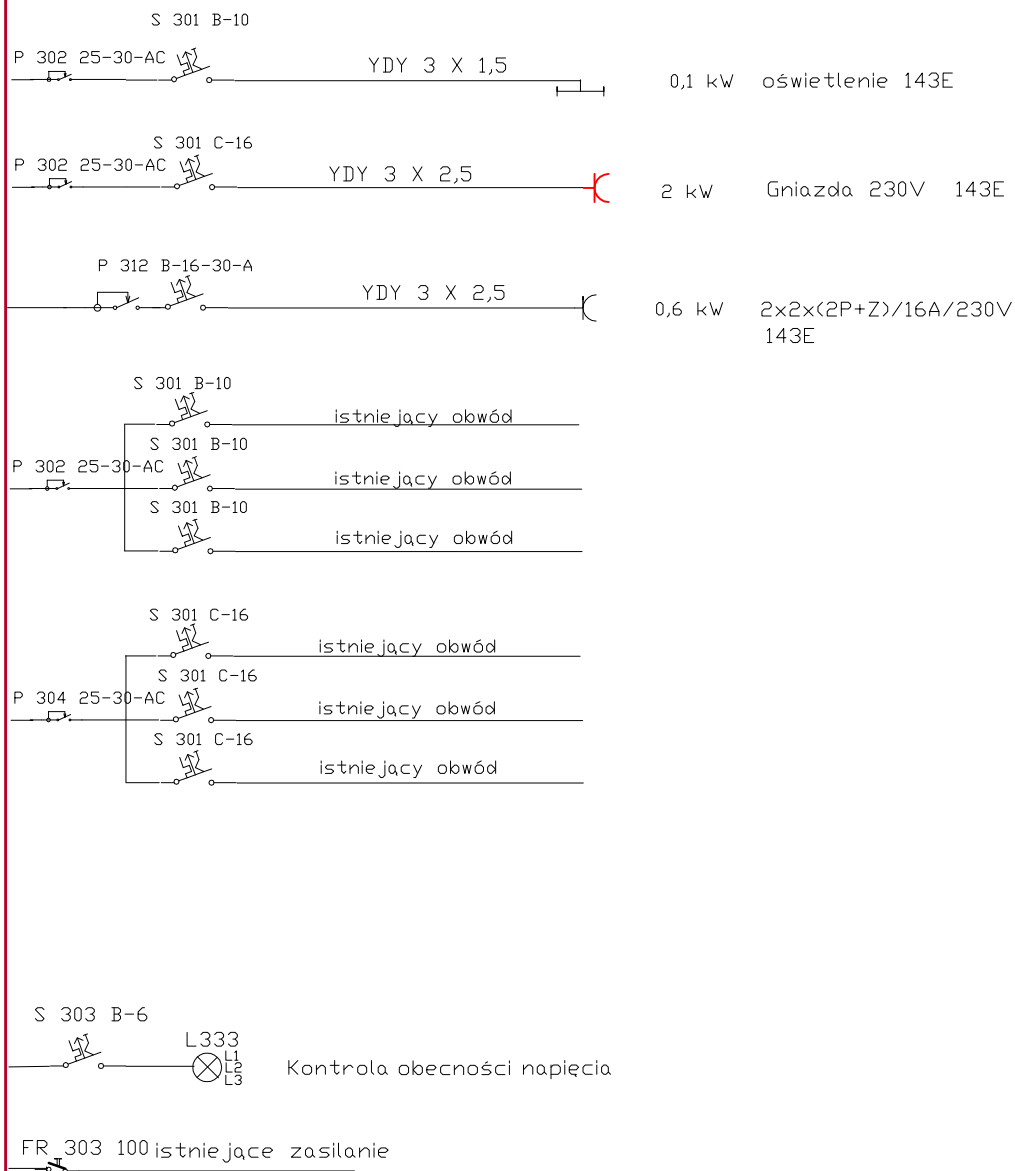 S 301 B-10
P 302 25-30-AC
YDY 3 X 1,5
0,1 kW oświetlenie 143E
S 301 C-16
P 302 25-30-AC
YDY 3 X 2,5
2 kW Gniazda 230V 143E
P 312 B-16-30-A
YDY 3 X 2,5
0,6 kW 2x2x(2P+Z)/16A/230V
143E
S 301 B-10
istniejący obwód
S 301 B-10
P 302 25-30-AC
istniejący obwód
S 301 B-10
istniejący obwód
S 301 C-16
istniejący obwód
S 301 C-16
P 304 25-30-AC
istniejący obwód
S 301 C-16
istniejący obwód
S 303 B-6
L333
L1
L2
L3
Kontrola obecności napięcia
FR 303 100 istniejące zasilanie